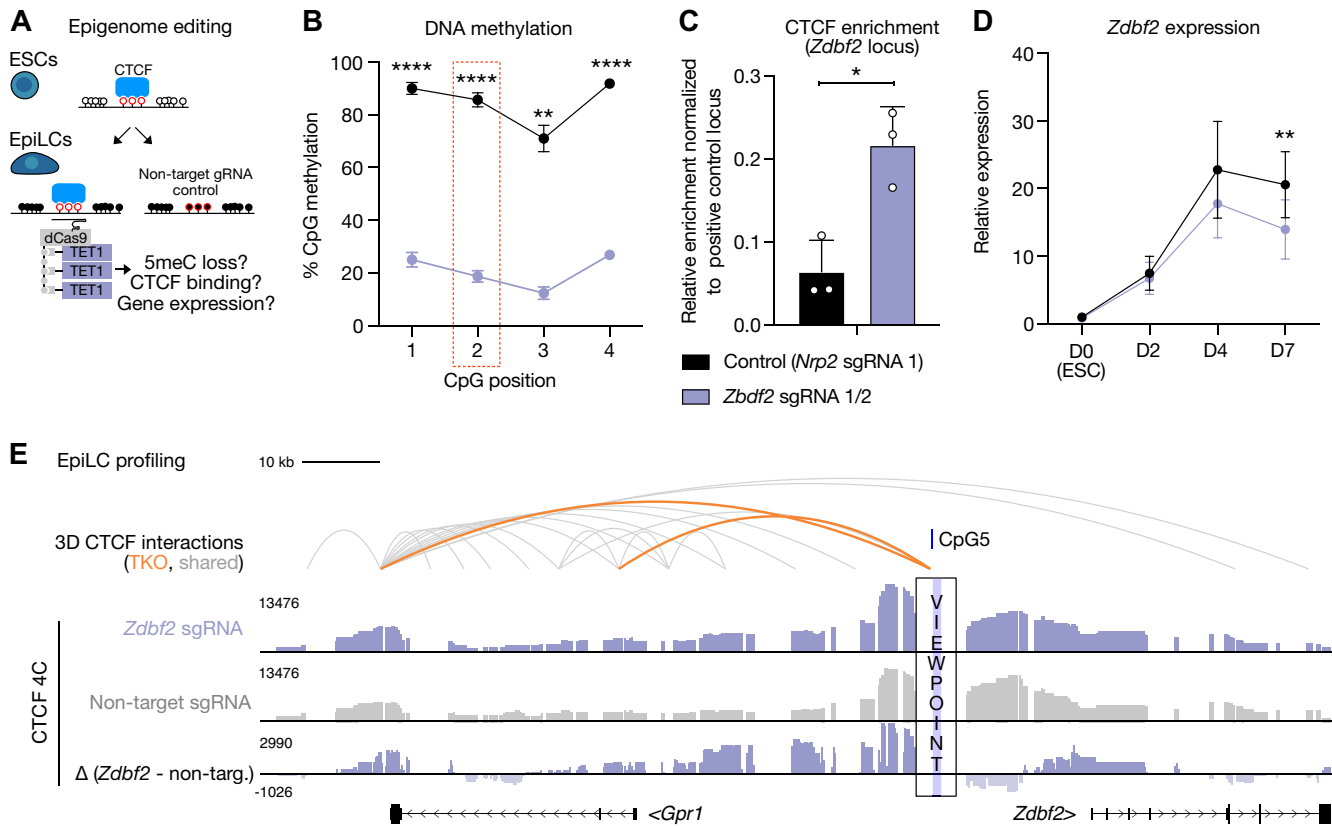 A
Epigenome editing
ESCs
CTCF
EpiLCs
Non-target gRNA
control
dCas9
TET1
TET1
TET1
5meC loss?
CTCF binding?
Gene expression?
B
DNA methylation
% CpG methylation
100
80
60
40
20
0
****
****
**
****
1
2
3
4
CpG position
C
CTCF enrichment
(Zdbf2 locus)
Relative enrichment normalized
to positive control locus
0.3
0.2
0.1
0.0
*
Control (Nrp2 sgRNA 1)
Zbdf2 sgRNA 1/2
D
Zdbf2 expression
Relative expression
40
30
20
10
0
**
D0
(ESC)
D2
D4
D7
E
EpiLC profiling
10 kb
3D CTCF interactions
(TKO, shared)
CpG5
CTCF 4C
13476
Zdbf2 sgRNA
13476
Non-target sgRNA
2990
Δ (Zdbf2 - non-targ.)
-1026
VIEWPOINT
<Gpr1
Zdbf2>